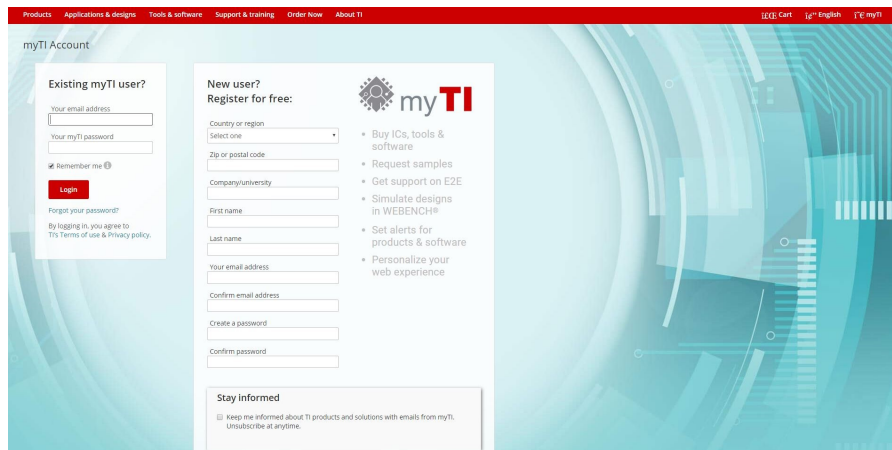 Products Applications & designs Tools & software Support & training Order Now About TI
Cart English myTI
myTI Account
Existing myTI user?
Your email address
Your myTI password
Remember me
Login
Forgot your password?
By logging in, you agree to
TI's Terms of use & Privacy policy.
New user?
Register for free:
Country or region
Select one
Zip or postal code
Company/university
First name
Last name
Your email address
Confirm email address
Create a password
Confirm password
my TI
• Buy ICs, tools &
software
• Request samples
• Get support on E2E
• Simulate designs
in WEBENCH®
• Set alerts for
products & software
• Personalize your
web experience
Stay informed
Keep me informed about TI products and solutions with emails from myTI.
Unsubscribe at anytime.